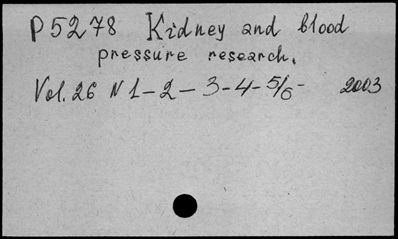 P5278 Kidney and blood
pressure research.
Vol. 26 N 1-2-3-4-5/6- 2003